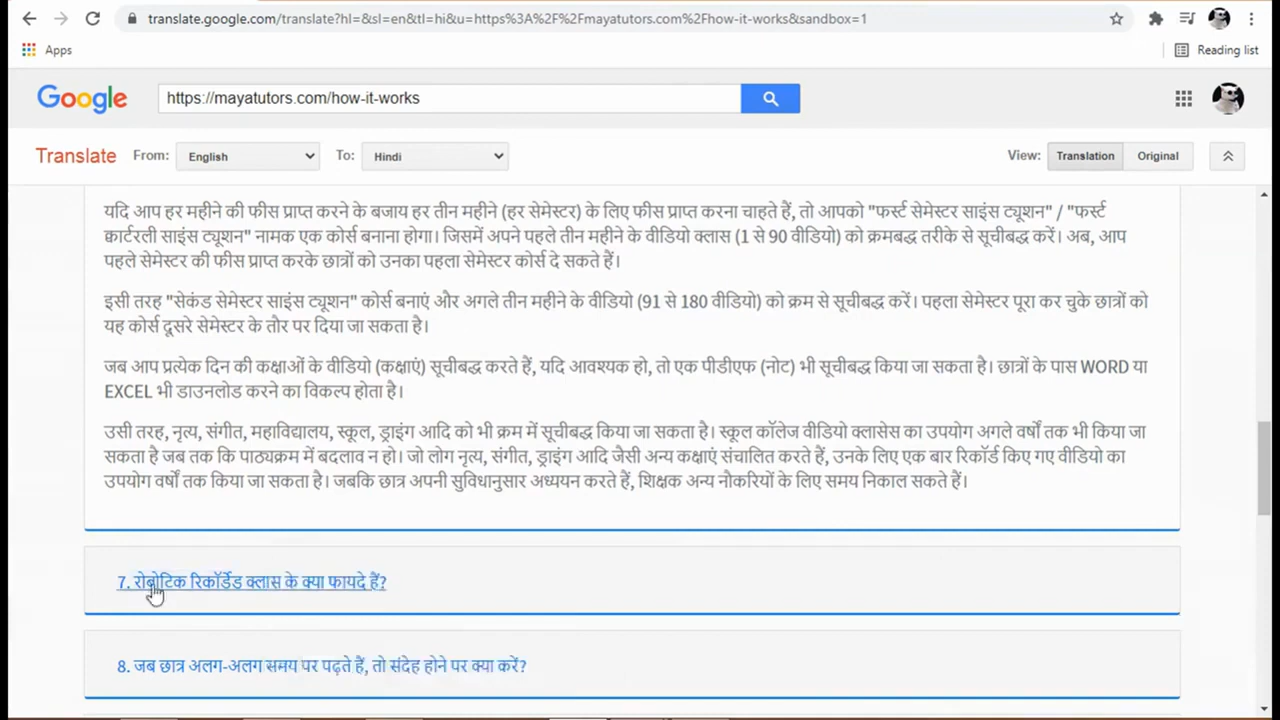 translate.google.com/translate?hl=&sl=en&tl=hi&u=https%3A%2F%2Fmayatutors.com%2Fhow-it-works&sandbox=1
Apps
Reading list
Google
https://mayatutors.com/how-it-works
Translate From: English To: Hindi View: Translation Original
यदि आप हर महीने की फीस प्राप्त करने के बजाय हर तीन महीने (हर सेमेस्टर) के लिए फीस प्राप्त करना चाहते हैं, तो आपको "फर्स्ट सेमेस्टर साइंस ट्यूशन" / "फर्स्ट
क्वार्टरली साइंस ट्यूशन" नामक एक कोर्स बनाना होगा। जिसमें अपने पहले तीन महीने के वीडियो क्लास (1 से 90 वीडियो) को क्रमबद्ध तरीके से सूचीबद्ध करें। अब, आप
पहले सेमेस्टर की फीस प्राप्त करके छात्रों को उनका पहला सेमेस्टर कोर्स दे सकते हैं।
इसी तरह "सेकंड सेमेस्टर साइंस ट्यूशन" कोर्स बनाएं और अगले तीन महीने के वीडियो (91 से 180 वीडियो) को क्रम से सूचीबद्ध करें। पहला सेमेस्टर पूरा कर चुके छात्रों को
यह कोर्स दूसरे सेमेस्टर के तौर पर दिया जा सकता है।
जब आप प्रत्येक दिन की कक्षाओं के वीडियो (कक्षाएं) सूचीबद्ध करते हैं, यदि आवश्यक हो, तो एक पीडीएफ (नोट) भी सूचीबद्ध किया जा सकता है। छात्रों के पास WORD या
EXCEL भी डाउनलोड करने का विकल्प होता है।
उसी तरह, नृत्य, संगीत, महाविद्यालय, स्कूल, ड्राइंग आदि को भी क्रम में सूचीबद्ध किया जा सकता है। स्कूल कॉलेज वीडियो क्लासेस का उपयोग अगले वर्षों तक भी किया जा
सकता है जब तक कि पाठ्यक्रम में बदलाव न हो। जो लोग नृत्य, संगीत, ड्राइंग आदि जैसी अन्य कक्षाएं संचालित करते हैं, उनके लिए एक बार रिकॉर्ड किए गए वीडियो का
उपयोग वर्षों तक किया जा सकता है। जबकि छात्र अपनी सुविधानुसार अध्ययन करते हैं, शिक्षक अन्य नौकरियों के लिए समय निकाल सकते हैं।
7. रोबोटिक रिकॉर्डेड क्लास के क्या फायदे हैं?
8. जब छात्र अलग-अलग समय पर पढ़ते हैं, तो संदेह होने पर क्या करें?